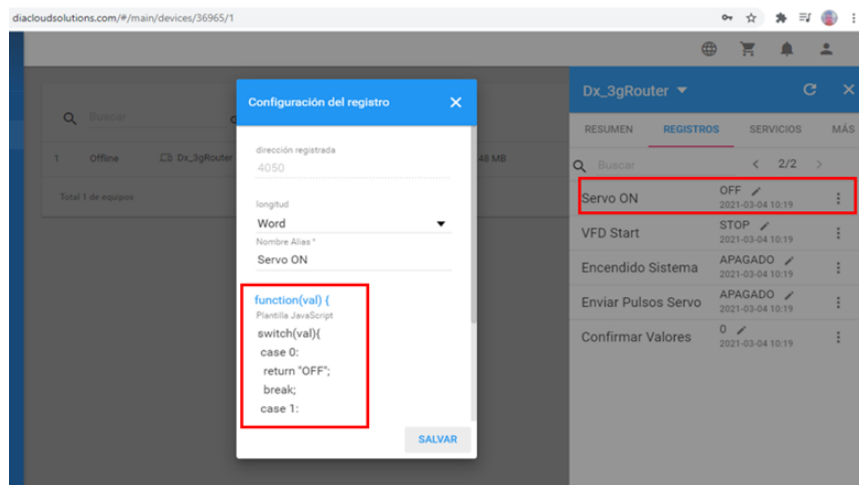 diacloudsolutions.com/#/main/devices/36965/1
Dx_3gRouter
RESUMEN REGISTROS SERVICIOS MÁS
Buscar 2/2
Servo ON OFF
2021-03-04 10:19
VFD Start STOP
2021-03-04 10:19
Encendido Sistema APAGADO
2021-03-04 10:19
Enviar Pulsos Servo APAGADO
2021-03-04 10:19
Confirmar Valores 0
2021-03-04 10:19
Buscar
1 Offline Dx_3gRouter 48 MB
Total 1 de equipos
Configuración del registro
dirección registrada
4050
longitud
Word
Nombre Alias *
Servo ON
function(val) {
Plantilla JavaScript
switch(val){
case 0:
return "OFF";
break;
case 1:
SALVAR